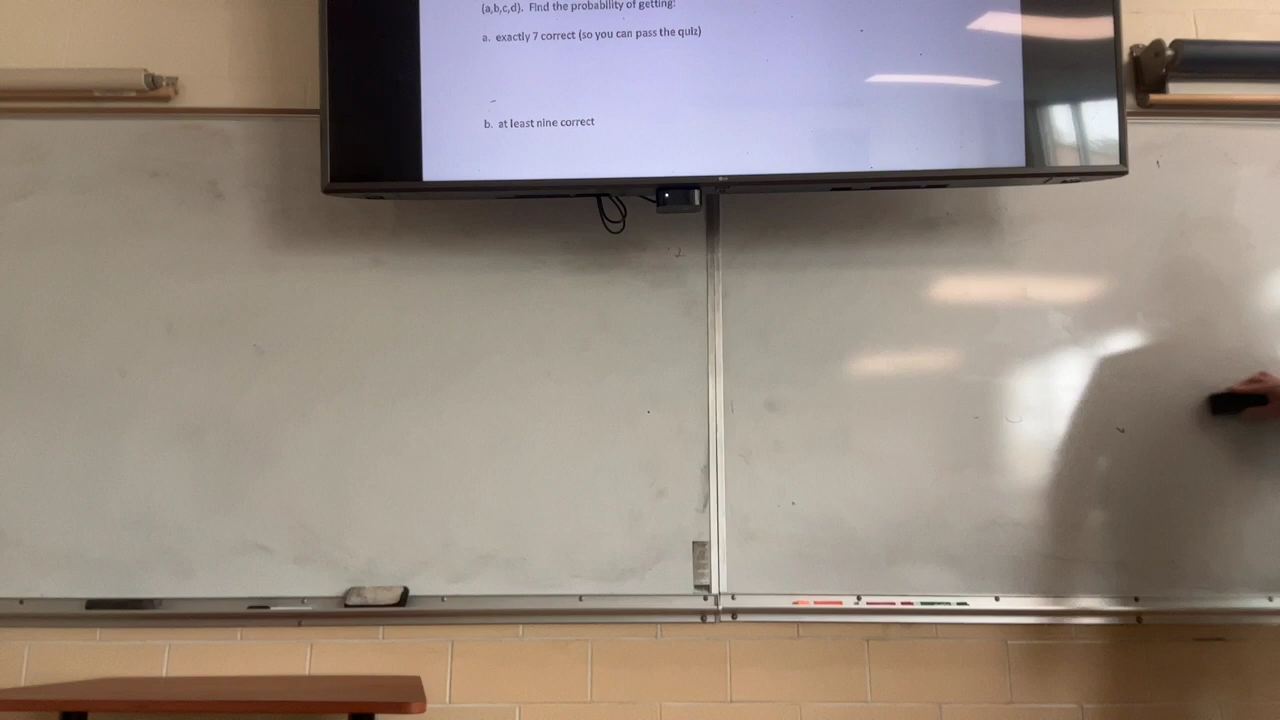 (a,b,c,d). Find the probability of getting:
a. exactly 7 correct (so you can pass the quiz)
b. at least nine correct